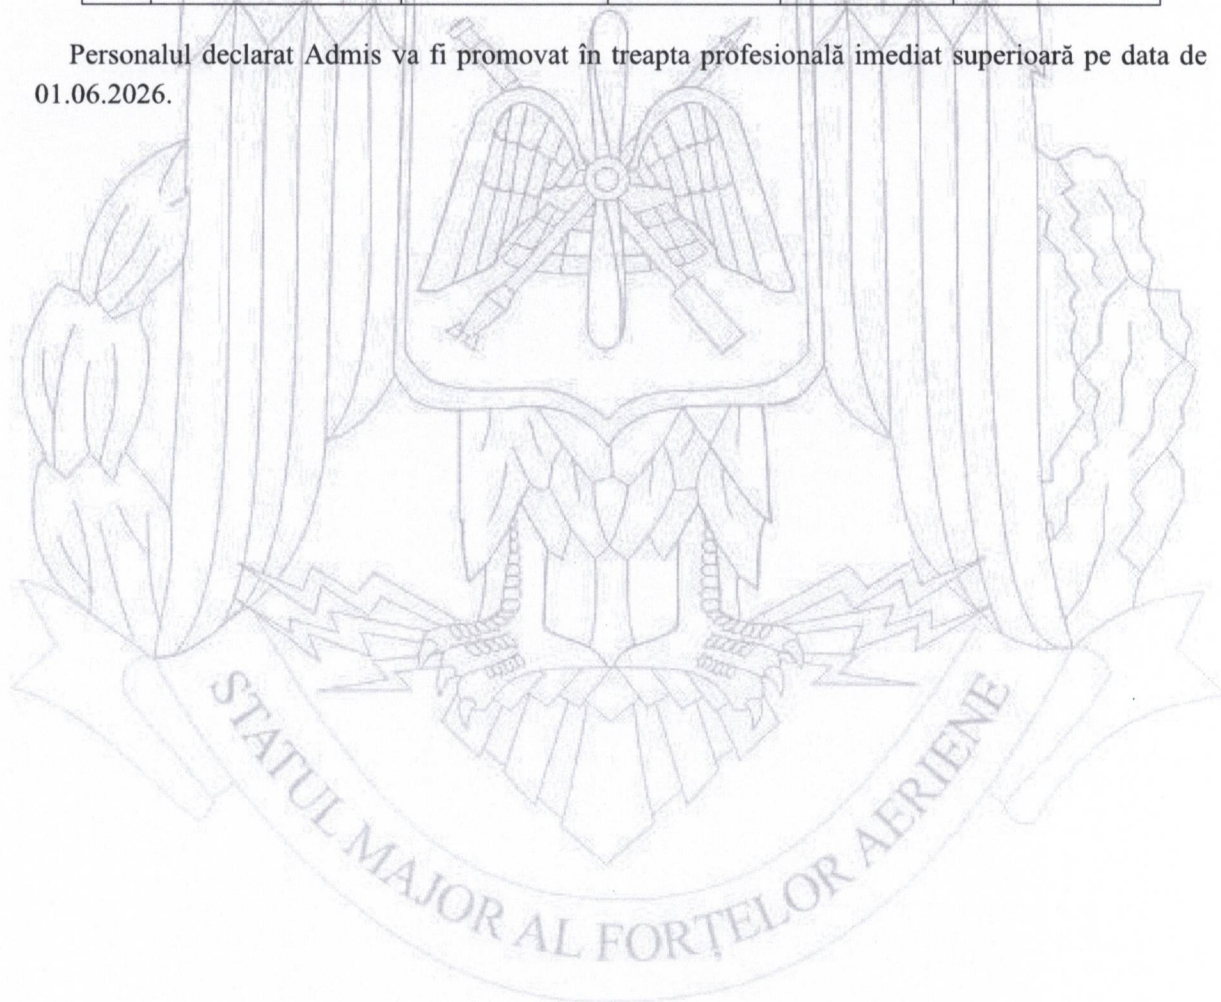 Personalul declarat Admis va fi promovat în treapta profesională imediat superioară pe data de
01.06.2026.
STATUL MAJOR AL FORȚELOR AERIENE